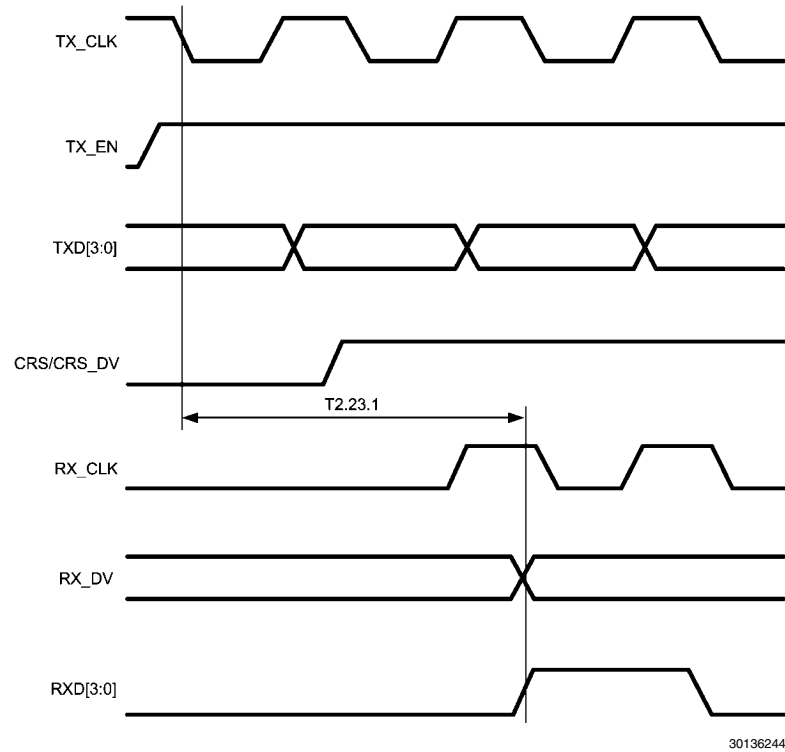 TX_CLK
TX_EN
TXD[3:0]
CRS/CRS_DV
T2.23.1
RX_CLK
RX_DV
RXD[3:0]
30136244